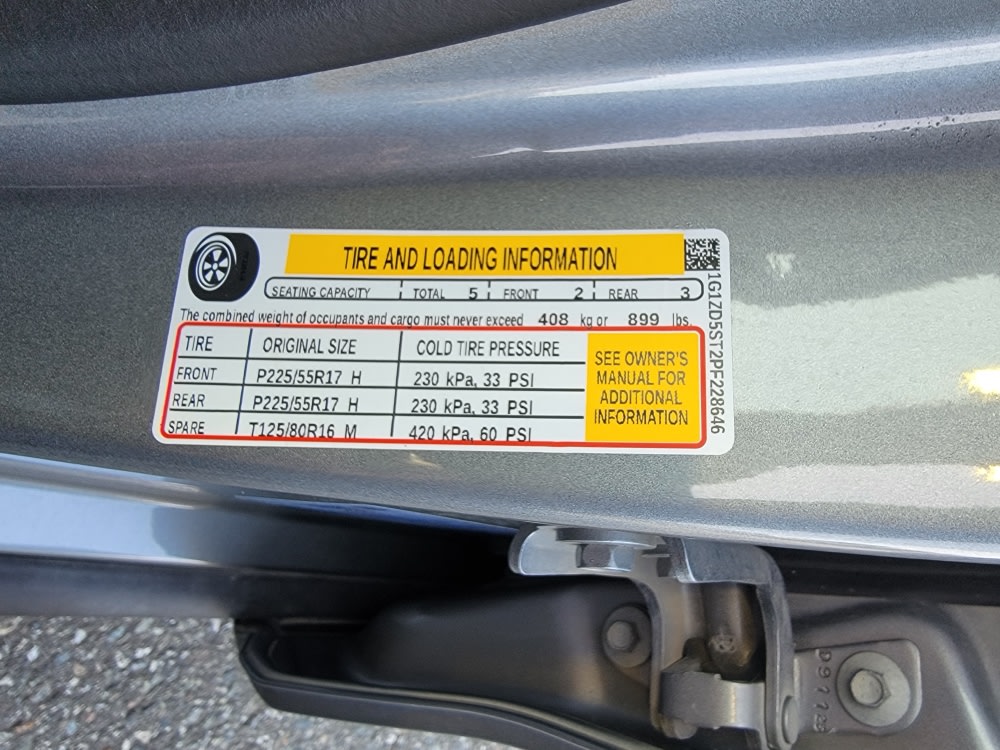 TIRE AND LOADING INFORMATION
SEATING CAPACITY TOTAL 5 FRONT 2 REAR 3
The combined weight of occupants and cargo must never exceed 408 kg or 899 lbs.
TIRE ORIGINAL SIZE COLD TIRE PRESSURE
FRONT P225/55R17 H 230 kPa, 33 PSI
REAR P225/55R17 H 230 kPa, 33 PSI
SPARE T125/80R16 M 420 kPa, 60 PSI
SEE OWNER'S
MANUAL FOR
ADDITIONAL
INFORMATION
1G1ZD5ST2PF228646